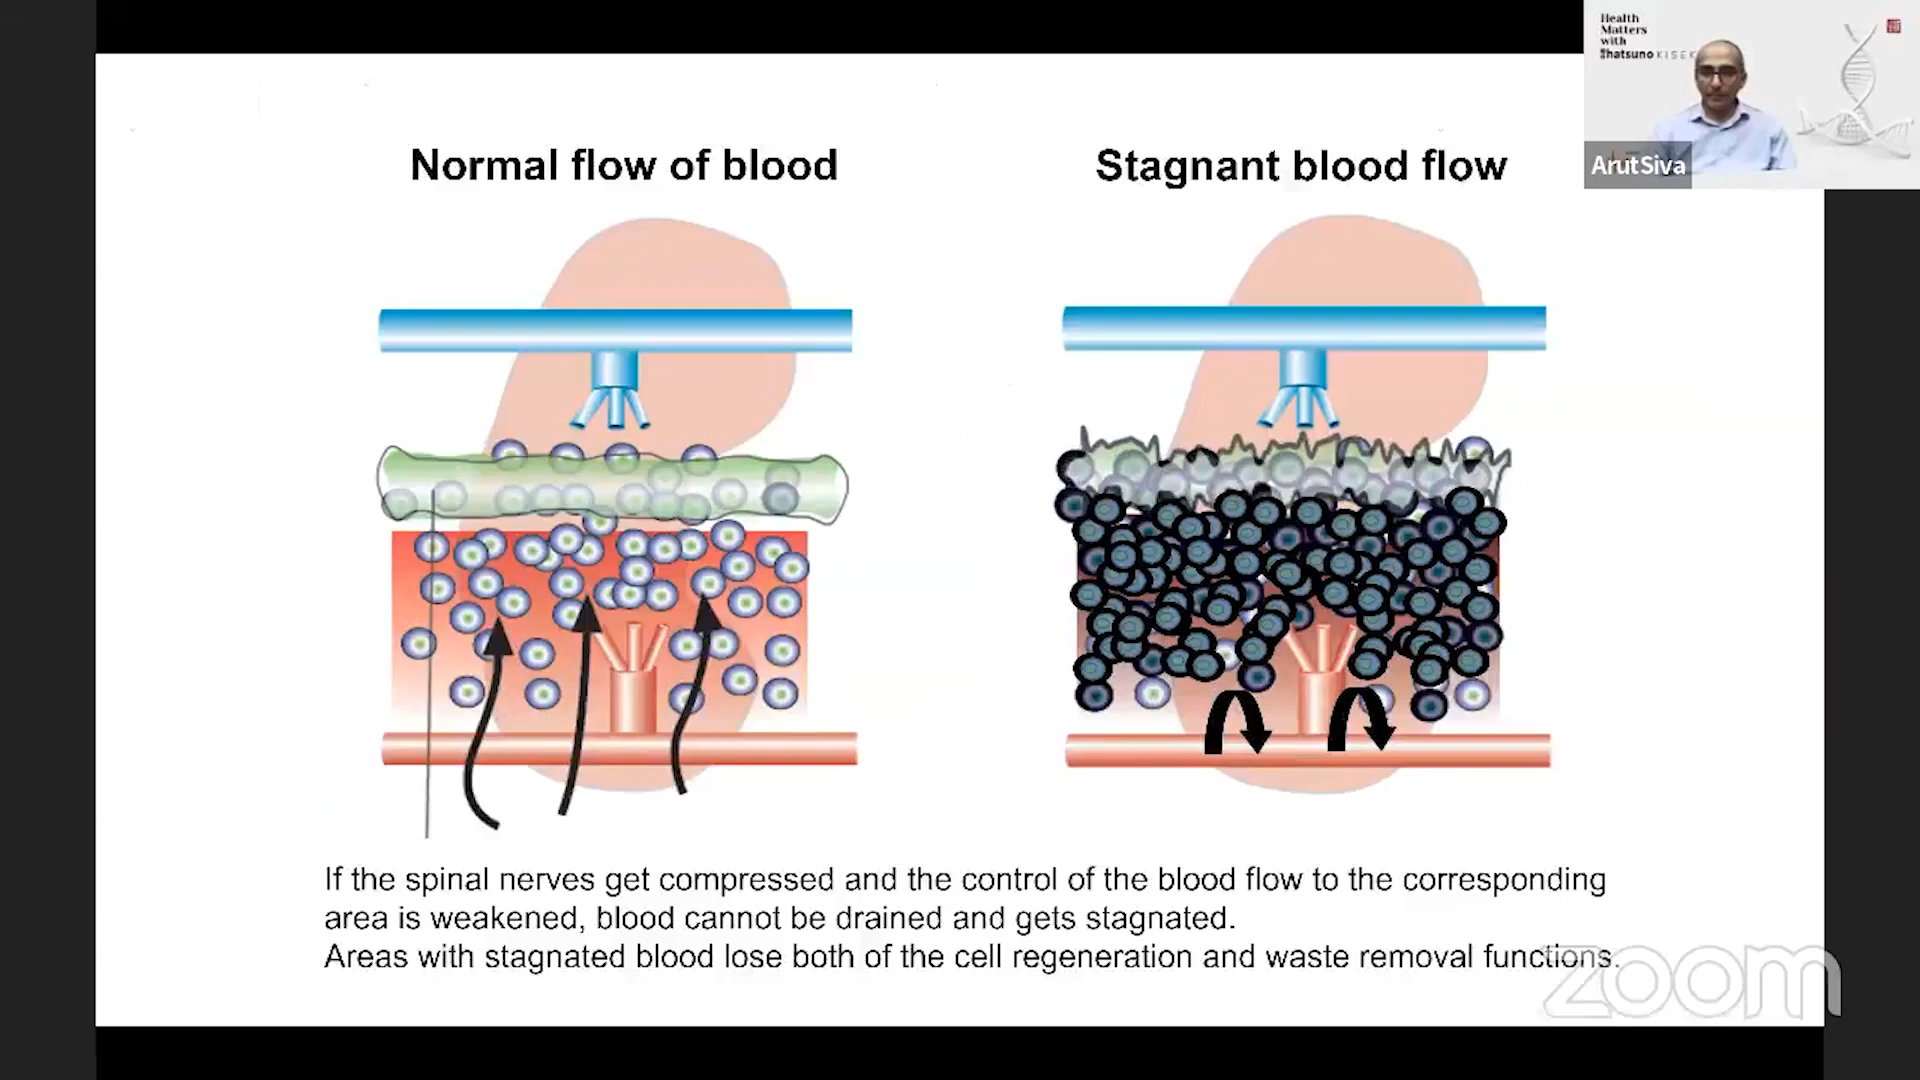 Health
Matters
with
hatsuno KISEK
ArutSiva
Normal flow of blood
Stagnant blood flow
If the spinal nerves get compressed and the control of the blood flow to the corresponding
area is weakened, blood cannot be drained and gets stagnated.
Areas with stagnated blood lose both of the cell regeneration and waste removal functions.
zoom